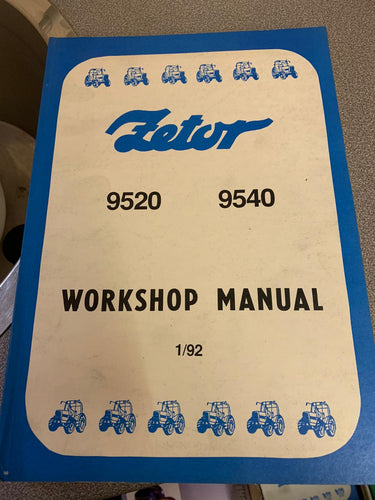 Zetor
9520 9540
WORKSHOP MANUAL
1/92